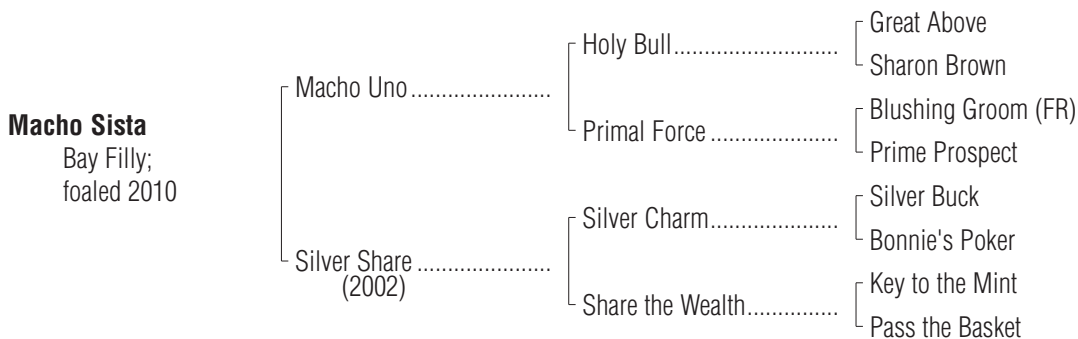 Great Above
Holy Bull......................
Sharon Brown
Macho Uno...................
Blushing Groom (FR)
Primal Force..................
Prime Prospect
Macho Sista
Bay Filly;
foaled 2010
Silver Buck
Silver Charm..................
Bonnie's Poker
Silver Share..................
(2002)
Key to the Mint
Share the Wealth.............
Pass the Basket